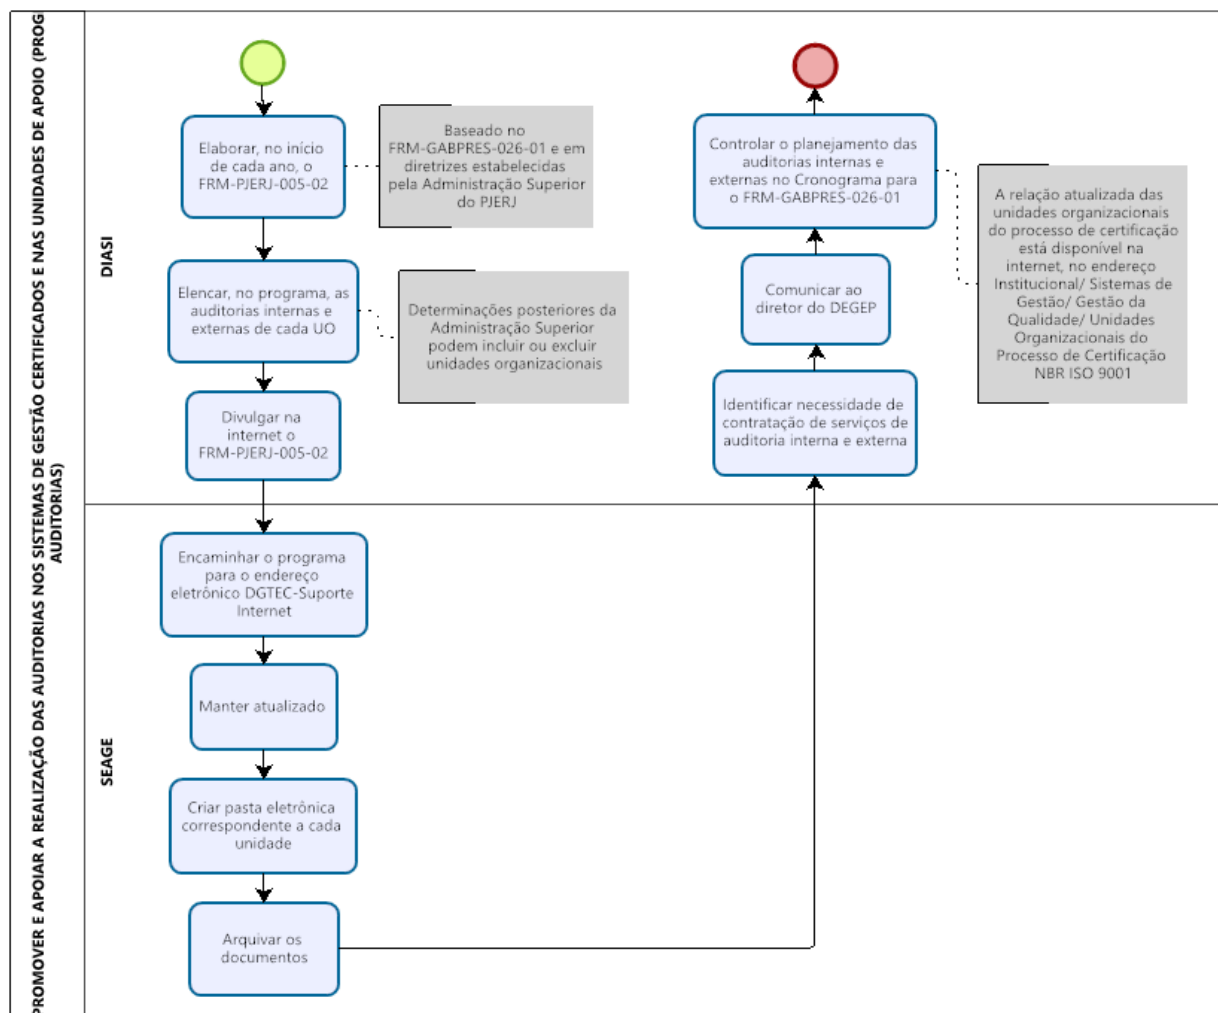 PROMOVER E APOIAR A REALIZAÇÃO DAS AUDITORIAS NOS SISTEMAS DE GESTÃO CERTIFICADOS E NAS UNIDADES DE APOIO (PROG
AUDITORIAS)
DIASI
Elaborar, no início
de cada ano, o
FRM-PJERJ-005-02
Baseado no
FRM-GABPRES-026-01 e em
diretrizes estabelecidas
pela Administração Superior
do PJERJ
Elencar, no programa, as
auditorias internas e
externas de cada UO
Determinações posteriores da
Administração Superior
podem incluir ou excluir
unidades organizacionais
Divulgar na
internet o
FRM-PJERJ-005-02
SEAGE
Encaminhar o programa
para o endereço
eletrônico DGTEC-Suporte
Internet
Manter atualizado
Criar pasta eletrônica
correspondente a cada
unidade
Arquivar os
documentos
Identificar necessidade de
contratação de serviços de
auditoria interna e externa
Comunicar ao
diretor do DEGEP
Controlar o planejamento das
auditorias internas e
externas no Cronograma para
o FRM-GABPRES-026-01
A relação atualizada das
unidades organizacionais
do processo de certificação
está disponível na
internet, no endereço
Institucional/ Sistemas de
Gestão/ Gestão da
Qualidade/ Unidades
Organizacionais do
Processo de Certificação
NBR ISO 9001